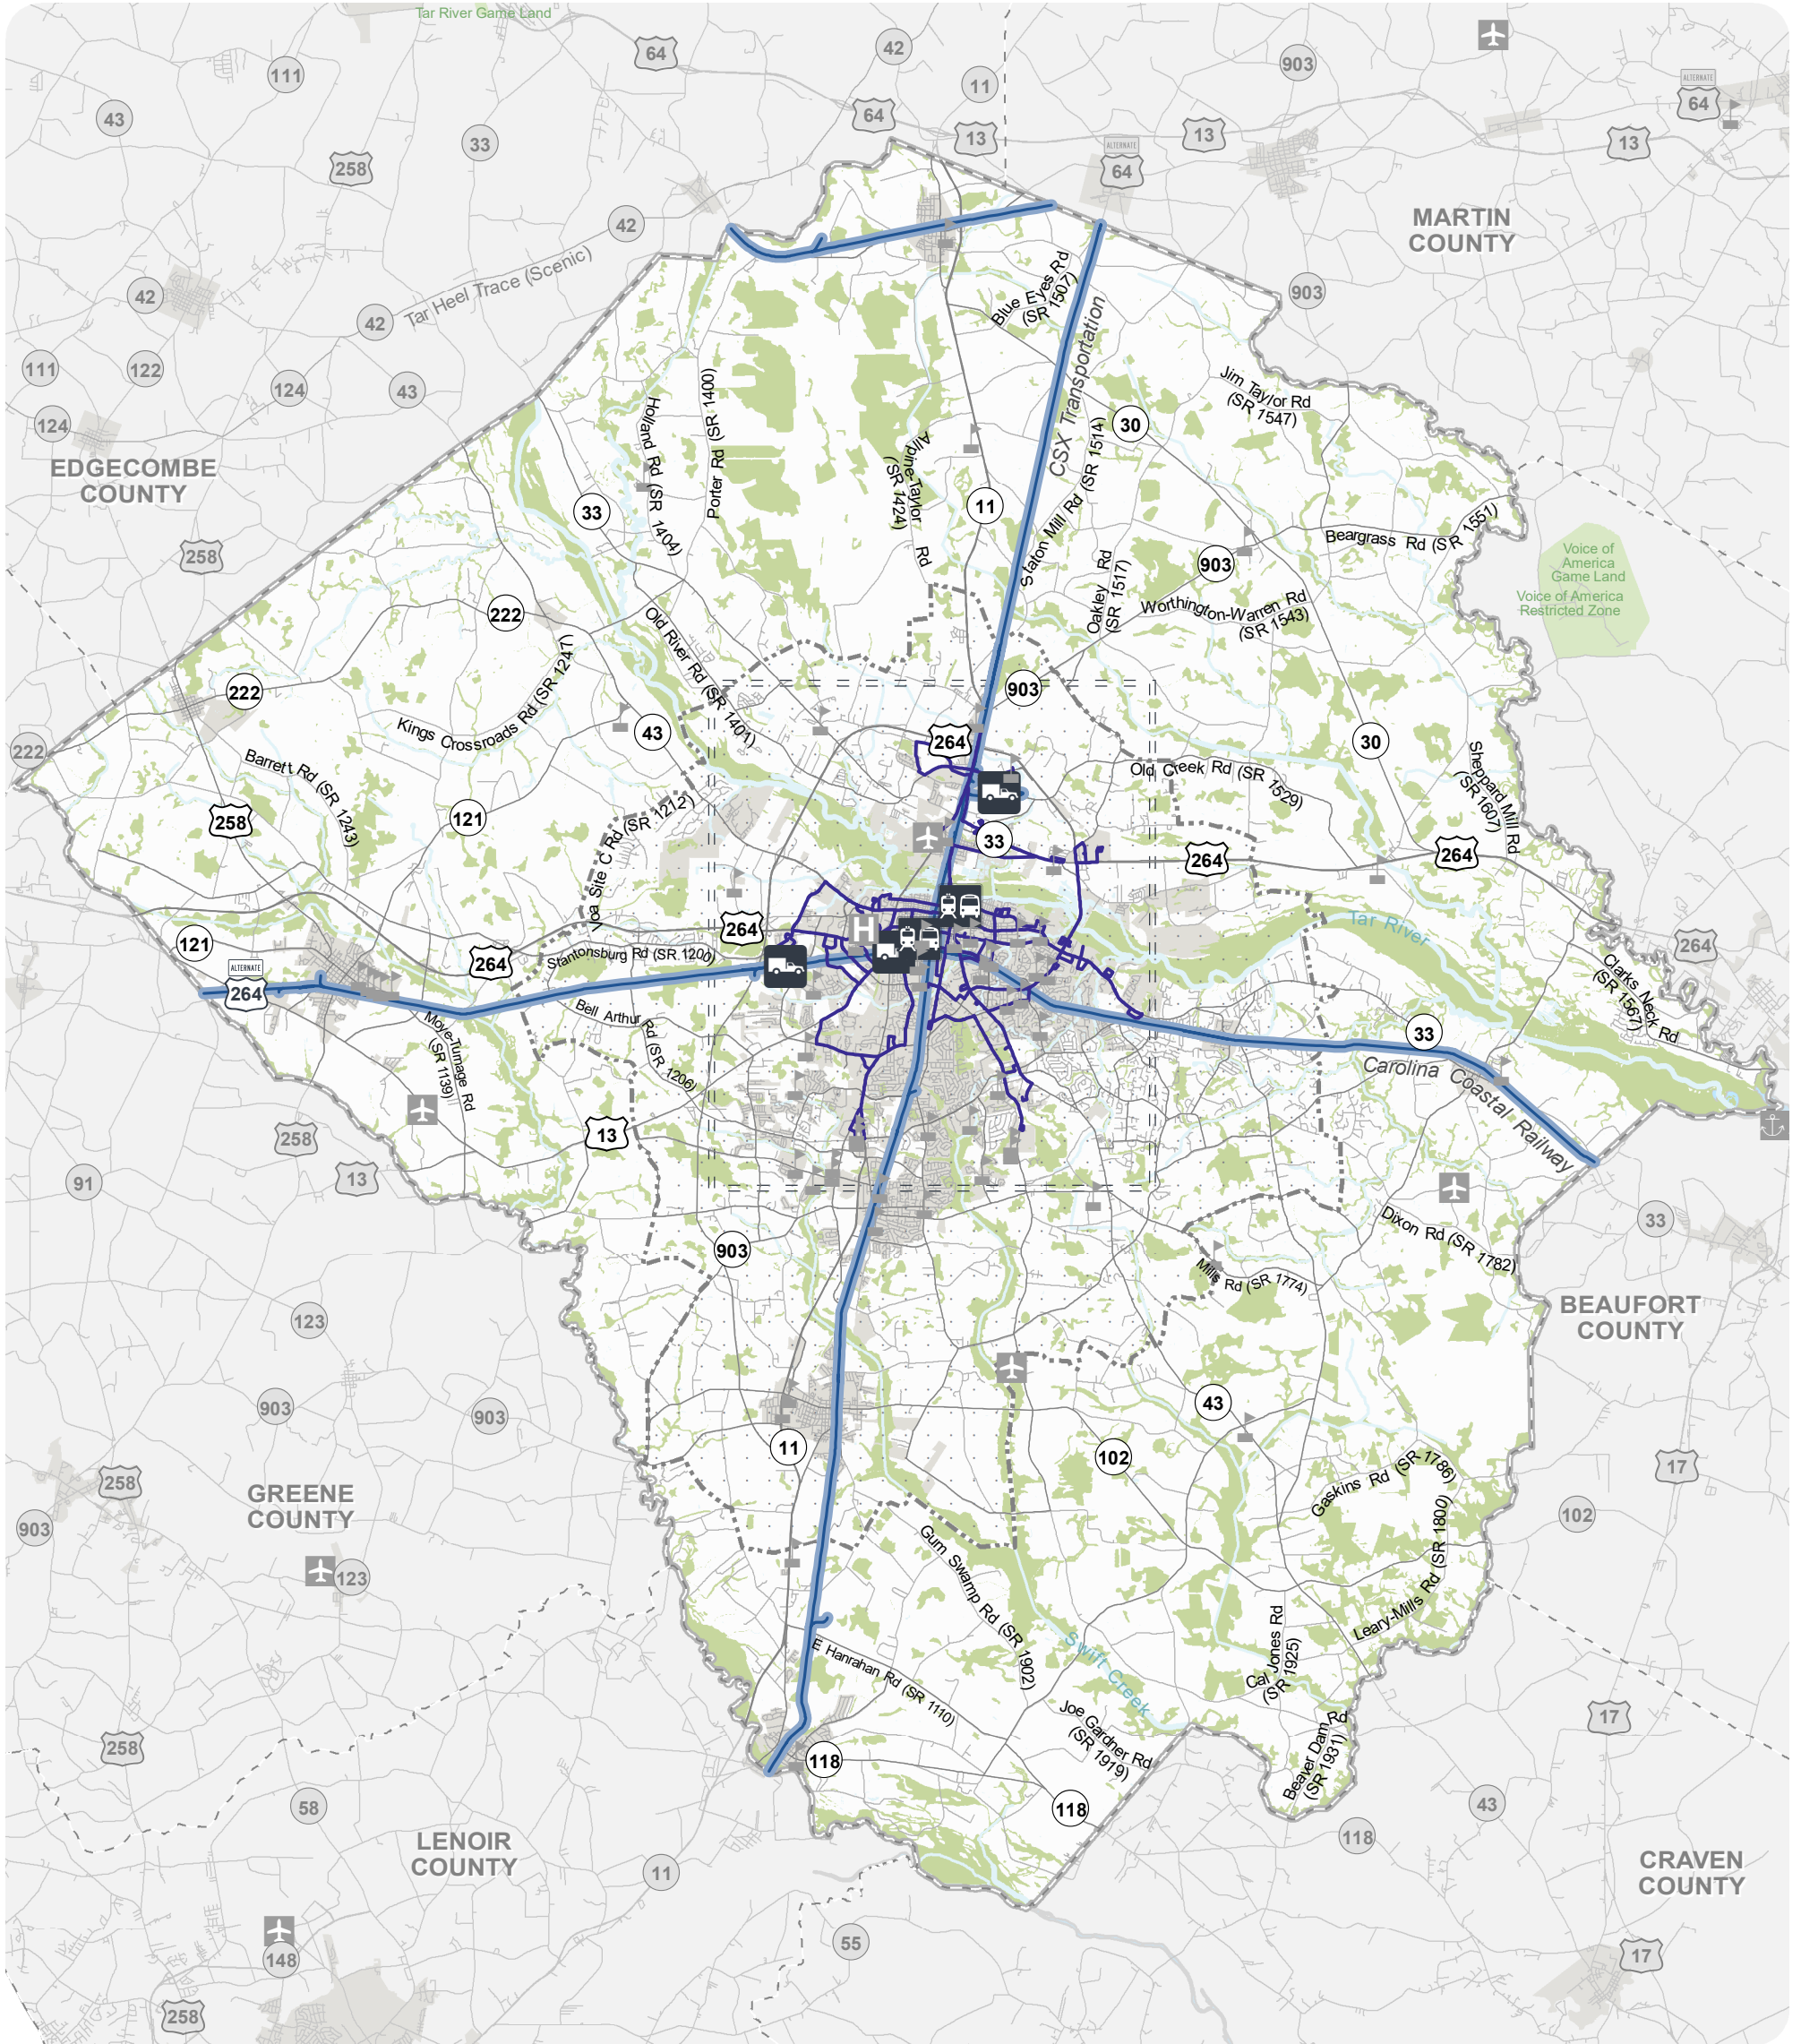 Tar River Game Land
64
42
111
11
903
ALTERNATE
64
43
64
33
13
13
13
258
ALTERNATE
64
42
MARTIN
COUNTY
Tar Heel Trace (Scenic)
42
42
903
Blue Eyes Rd
(SR 1507)
CSX Transportation
111
122
124
43
124
Jim Taylor Rd
(SR 1547)
30
Holland Rd (SR 1404)
Porter Rd (SR 1400)
Allpine-Taylor Rd
(SR 1424)
EDGECOMBE
COUNTY
33
11
Staton Mill Rd (SR 1514)
Beargrass Rd (SR 1551)
258
903
Voice of
America
Game Land
Voice of America
Restricted Zone
Oakley Rd
(SR 1517)
Worthington-Warren Rd
(SR 1543)
222
Old River Rd (SR 1401)
222
Kings Crossroads Rd (SR 1247)
903
43
264
30
222
Barrett Rd (SR 1243)
Old Creek Rd (SR 1529)
Sheppard Mill Rd
(SR 1607)
258
121
Voa Site C Rd (SR 1212)
33
264
264
Tar River
264
121
264
H
264
Stantonsburg Rd (SR 1200)
ALTERNATE
264
Clarks Neck Rd
(SR 1567)
Bell Arthur Rd (SR 1206)
Moye-Turnage Rd
(SR 1139)
33
Carolina Coastal Railway
258
13
13
91
Dixon Rd (SR 1782)
33
903
Mills Rd (SR 1774)
123
BEAUFORT
COUNTY
903
903
43
11
102
17
258
GREENE
COUNTY
Gaskins Rd (SR 1786)
903
102
Leary-Mills Rd (SR 1800)
123
Gum Swamp Rd (SR 1902)
Swift Creek
Cal Jones Rd
(SR 1925)
E Hanrahan Rd (SR 1110)
Joe Gardner Rd
(SR 1919)
Beaver Dam Rd
(SR 1931)
17
258
118
118
58
43
118
LENOIR
COUNTY
11
CRAVEN
COUNTY
55
148
17
258